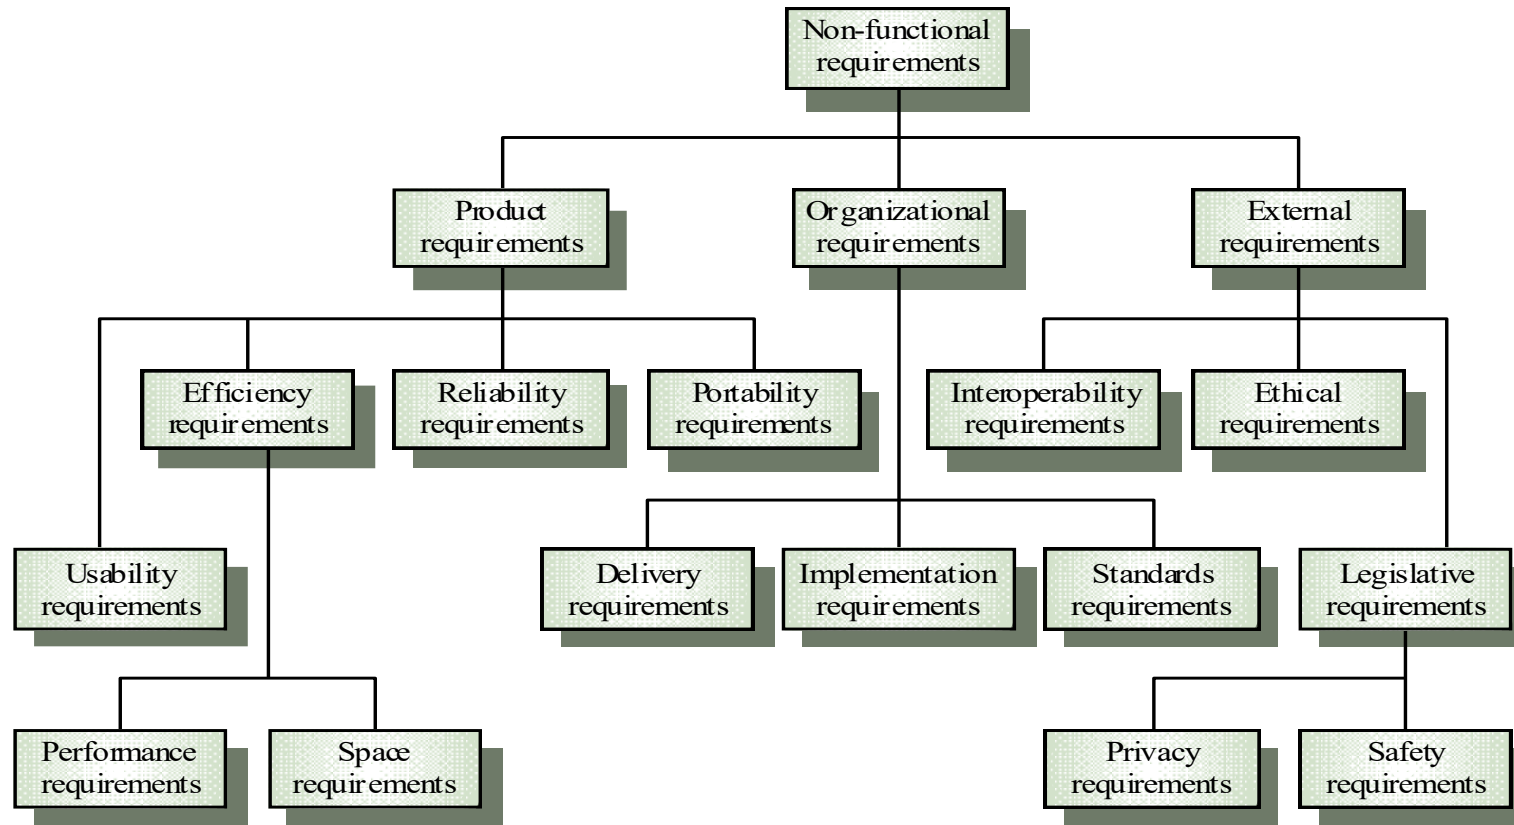 Non-functional
requirements
Product
requirements
Organizational
requirements
External
requirements
Efficiency
requirements
Reliability
requirements
Portability
requirements
Interoperability
requirements
Ethical
requirements
Usability
requirements
Delivery
requirements
Implementation
requirements
Standards
requirements
Legislative
requirements
Performance
requirements
Space
requirements
Privacy
requirements
Safety
requirements